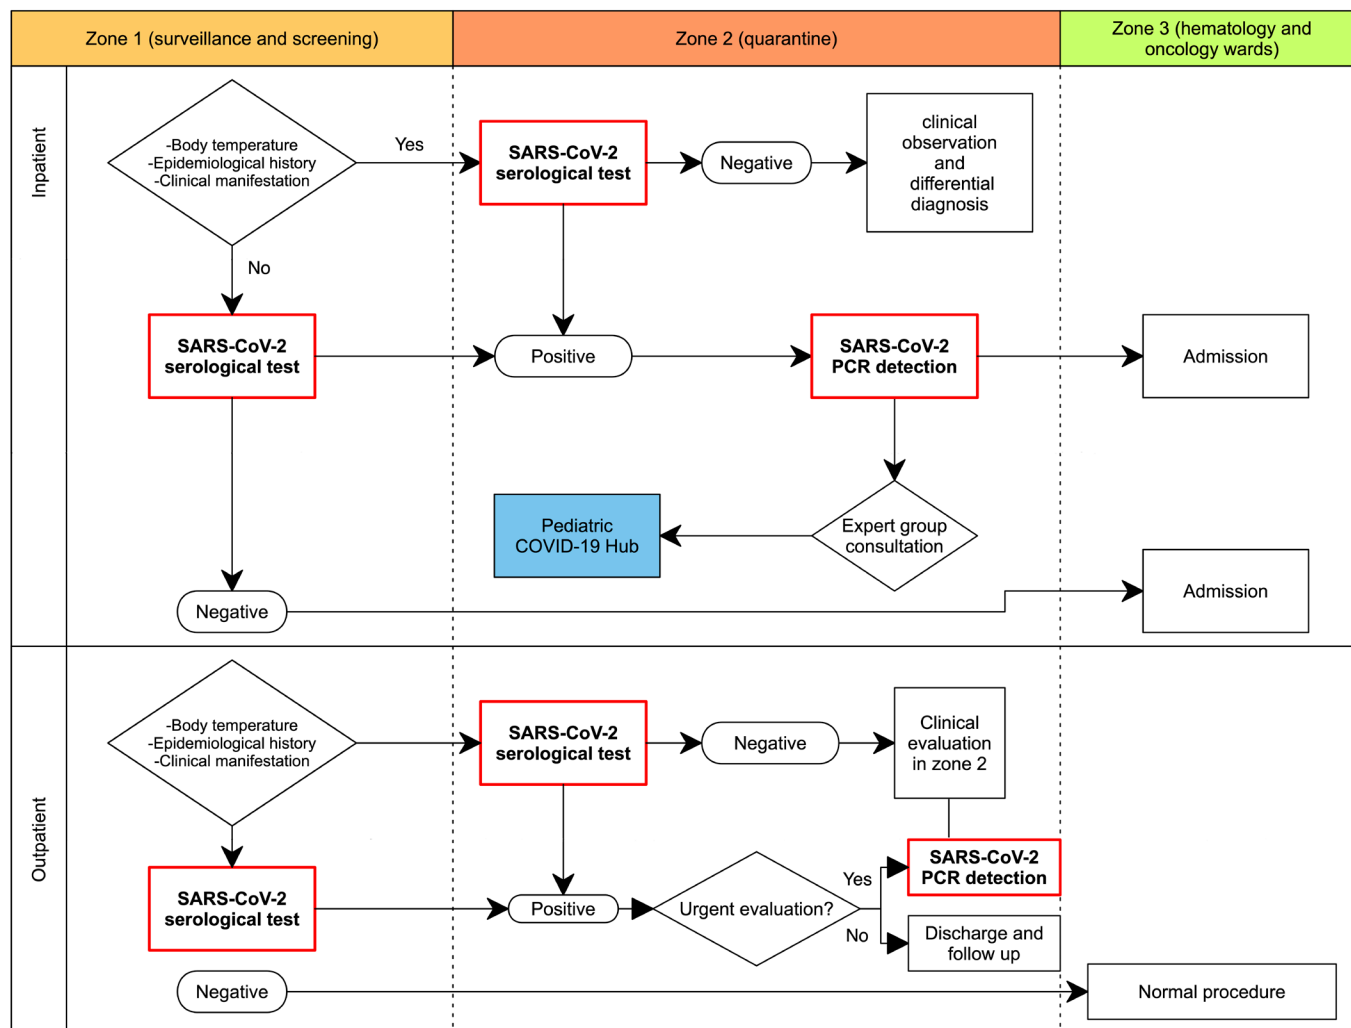 Zone 1 (surveillance and screening)
Zone 2 (quarantine)
Zone 3 (hematology and
oncology wards)
Inpatient
-Body temperature
-Epidemiological history
-Clinical manifestation
Yes
No
SARS-CoV-2
serological test
Negative
clinical
observation
and
differential
diagnosis
SARS-CoV-2
serological test
Positive
SARS-CoV-2
PCR detection
Admission
Pediatric
COVID-19 Hub
Expert group
consultation
Negative
Admission
Outpatient
-Body temperature
-Epidemiological history
-Clinical manifestation
SARS-CoV-2
serological test
Negative
Clinical
evaluation
in zone 2
SARS-CoV-2
serological test
Positive
Urgent evaluation?
Yes
No
SARS-CoV-2
PCR detection
Discharge and
follow up
Negative
Normal procedure